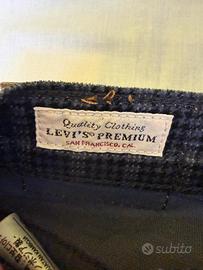 Quality Clothing
LEVI'S® PREMIUM
SAN FRANCISCO, CAL.
subito